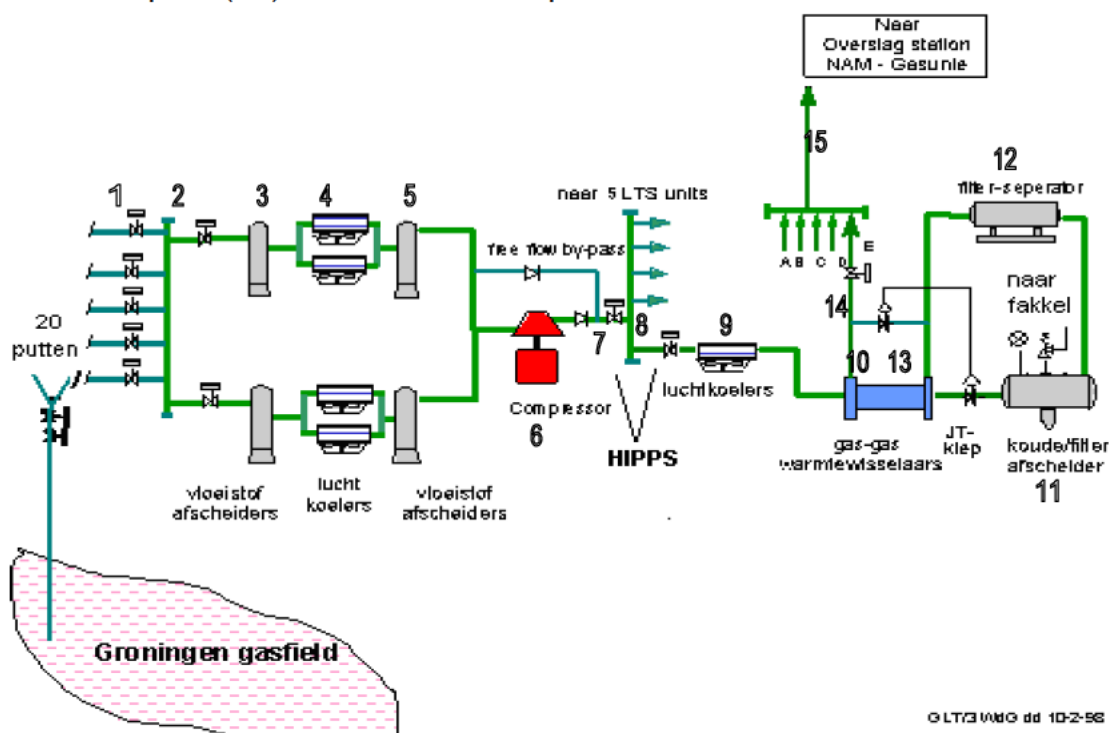 Naar
Overslag station
NAM - Gasunie
15
12
filter-seperator
1
2
3
4
5
naar 5 LTS units
free flow by-pass
A B C D E
naar
fakkel
20
putten
14
7
8
9
10
13
luchtkoelers
Compressor
6
HIPPS
gas-gas
warmtewisselaars
JT-
klep
koude/filter
afscheider
11
vloeistof
afscheiders
lucht
koelers
vloeistof
afscheiders
Groningen gasfield
GLT/3 WdG dd 10-2-98